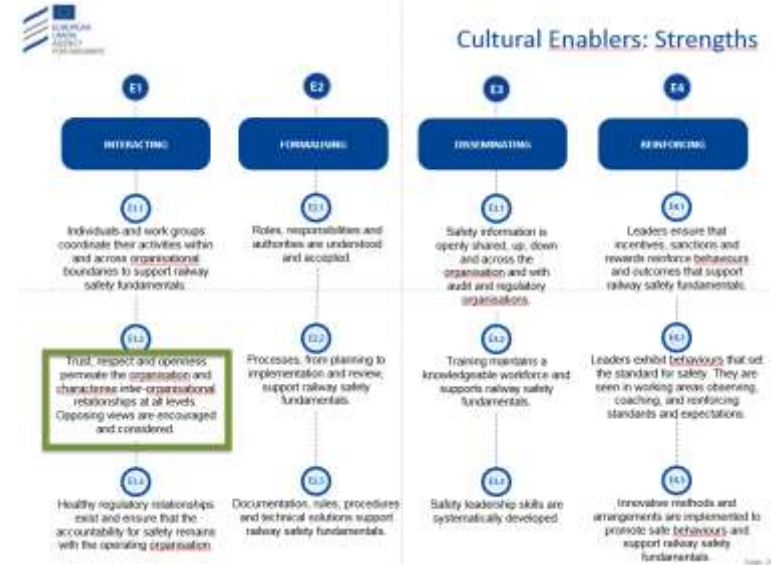 EUROPEAN
UNION
AGENCY
FOR RAILWAYS
Cultural Enablers: Strengths
E1
E2
E3
E4
INTERACTING
FORMALISING
DISSEMINATING
REINFORCING
E1.1
Individuals and work groups
coordinate their activities within
and across organisational
boundaries to support railway
safety fundamentals.
E2.1
Roles, responsibilities and
authorities are understood
and accepted.
E3.1
Safety information is
openly shared, up, down
and across the
organisation and with
audit and regulatory
organisations.
E4.1
Leaders ensure that
incentives, sanctions and
rewards reinforce behaviours
and outcomes that support
railway safety fundamentals.
E1.2
Trust, respect and openness
permeate the organisation and
characterise inter-organisational
relationships at all levels.
Opposing views are encouraged
and considered.
E2.2
Processes, from planning to
implementation and review,
support railway safety
fundamentals.
E3.2
Training maintains a
knowledgeable workforce and
supports railway safety
fundamentals.
E4.2
Leaders exhibit behaviours that set
the standard for safety. They are
seen in working areas observing,
coaching, and reinforcing
standards and expectations.
E1.3
Healthy regulatory relationships
exist and ensure that the
accountability for safety remains
with the operating organisation.
E2.3
Documentation, rules, procedures
and technical solutions support
railway safety fundamentals.
E3.3
Safety leadership skills are
systematically developed.
E4.3
Innovative methods and
arrangements are implemented to
promote safe behaviours and
support railway safety
fundamentals.